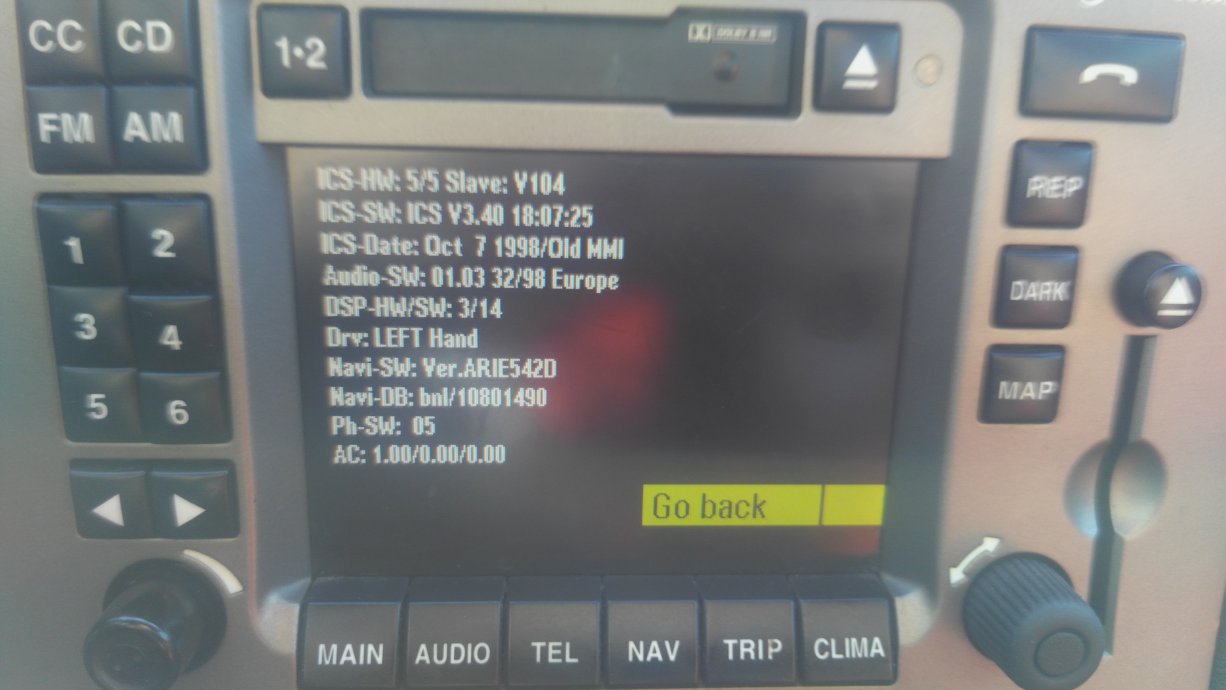 CC CD
FM AM
1•2
DOLBY B NR
ICS-HW: 5/5 Slave: V104
ICS-SW: ICS V3.40 18:07:25
ICS-Date: Oct 7 1998/Old MMI
Audio-SW: 01.03 32/98 Europe
DSP-HW/SW: 3/14
Drv: LEFT Hand
Navi-SW: Ver.ARIE542D
Navi-DB: bnl/10801490
Ph-SW: 05
AC: 1.00/0.00/0.00
Go back
1 2
3 4
5 6
REP
DARK
MAP
MAIN AUDIO TEL NAV TRIP CLIMA